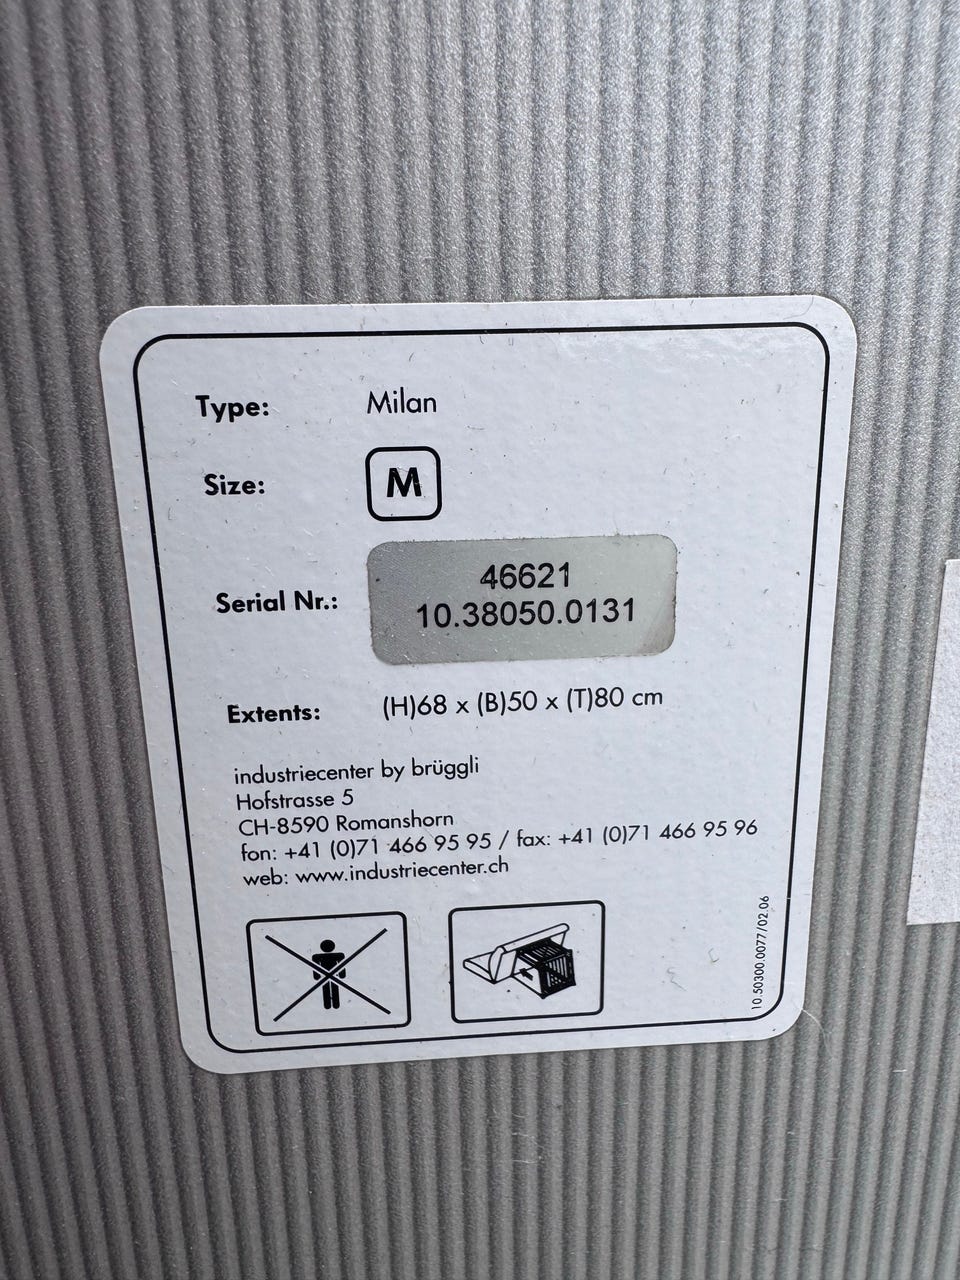 Type: Milan
Size: M
Serial Nr.: 46621
10.38050.0131
Extents: (H)68 x (B)50 x (T)80 cm
industriecenter by brüggli
Hofstrasse 5
CH-8590 Romanshorn
fon: +41 (0)71 466 95 95 / fax: +41 (0)71 466 95 96
web: www.industriecenter.ch
10.50300.0077/02.06